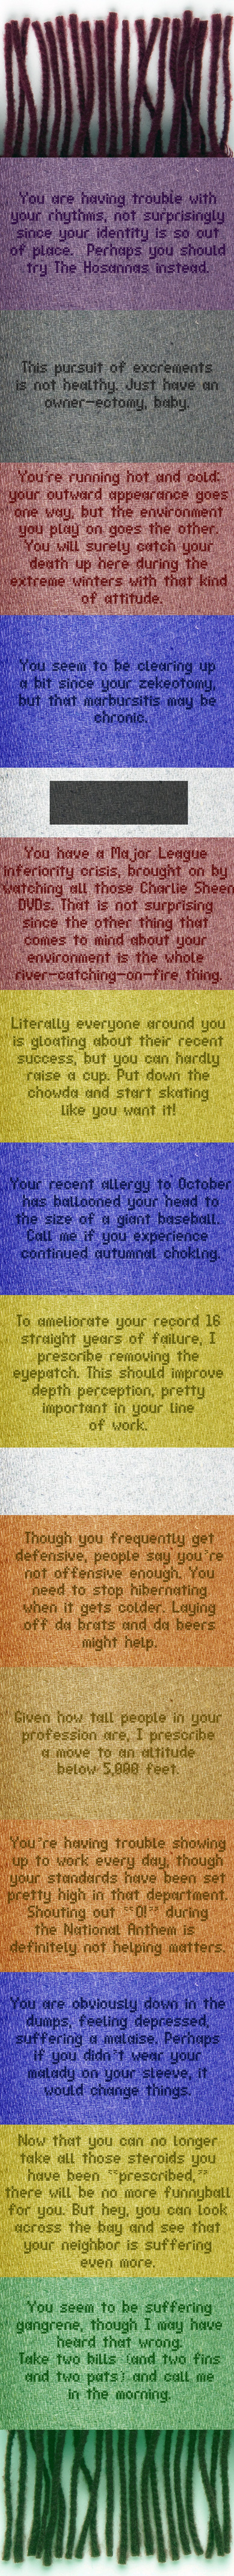 You are having trouble with
your rhythms, not surprisingly
since your identity is so out
of place. Perhaps you should
try The Hosannas instead.
This pursuit of excrements
is not healthy. Just have an
owner-ectomy, baby.
You're running hot and cold:
your outward appearance goes
one way, but the environment
you play on goes the other.
You will surely catch your
death up here during the
extreme winters with that kind
of attitude.
You seem to be clearing up
a bit since your zekeotomy,
but that marbursitis may be
chronic.
You have a Major League
inferiority crisis, brought on by
watching all those Charlie Sheen
DVDs. That is not surprising
since the other thing that
comes to mind about your
environment is the whole
river-catching-on-fire thing.
Literally everyone around you
is gloating about their recent
success, but you can hardly
raise a cup. Put down the
chowda and start skating
like you want it!
Your recent allergy to October
has ballooned your head to
the size of a giant baseball.
Call me if you experience
continued autumnal choking.
To ameliorate your record 16
straight years of failure, I
prescribe removing the
eyepatch. This should improve
depth perception, pretty
important in your line
of work.
Though you frequently get
defensive, people say you're
not offensive enough. You
need to stop hibernating
when it gets colder. Laying
off da brats and da beers
might help.
Given how tall people in your
profession are, I prescribe
a move to an altitude
below 5,000 feet.
You're having trouble showing
up to work every day, though
your standards have been set
pretty high in that department.
Shouting out "O!" during
the National Anthem is
definitely not helping matters.
You are obviously down in the
dumps, feeling depressed,
suffering a malaise. Perhaps
if you didn't wear your
malady on your sleeve, it
would change things.
Now that you can no longer
take all those steroids you
have been "prescribed,"
there will be no more funnyball
for you. But hey, you can look
across the bay and see that
your neighbor is suffering
even more.
You seem to be suffering
gangrene, though I may have
heard that wrong.
Take two bills (and two fins
and two pats) and call me
in the morning.